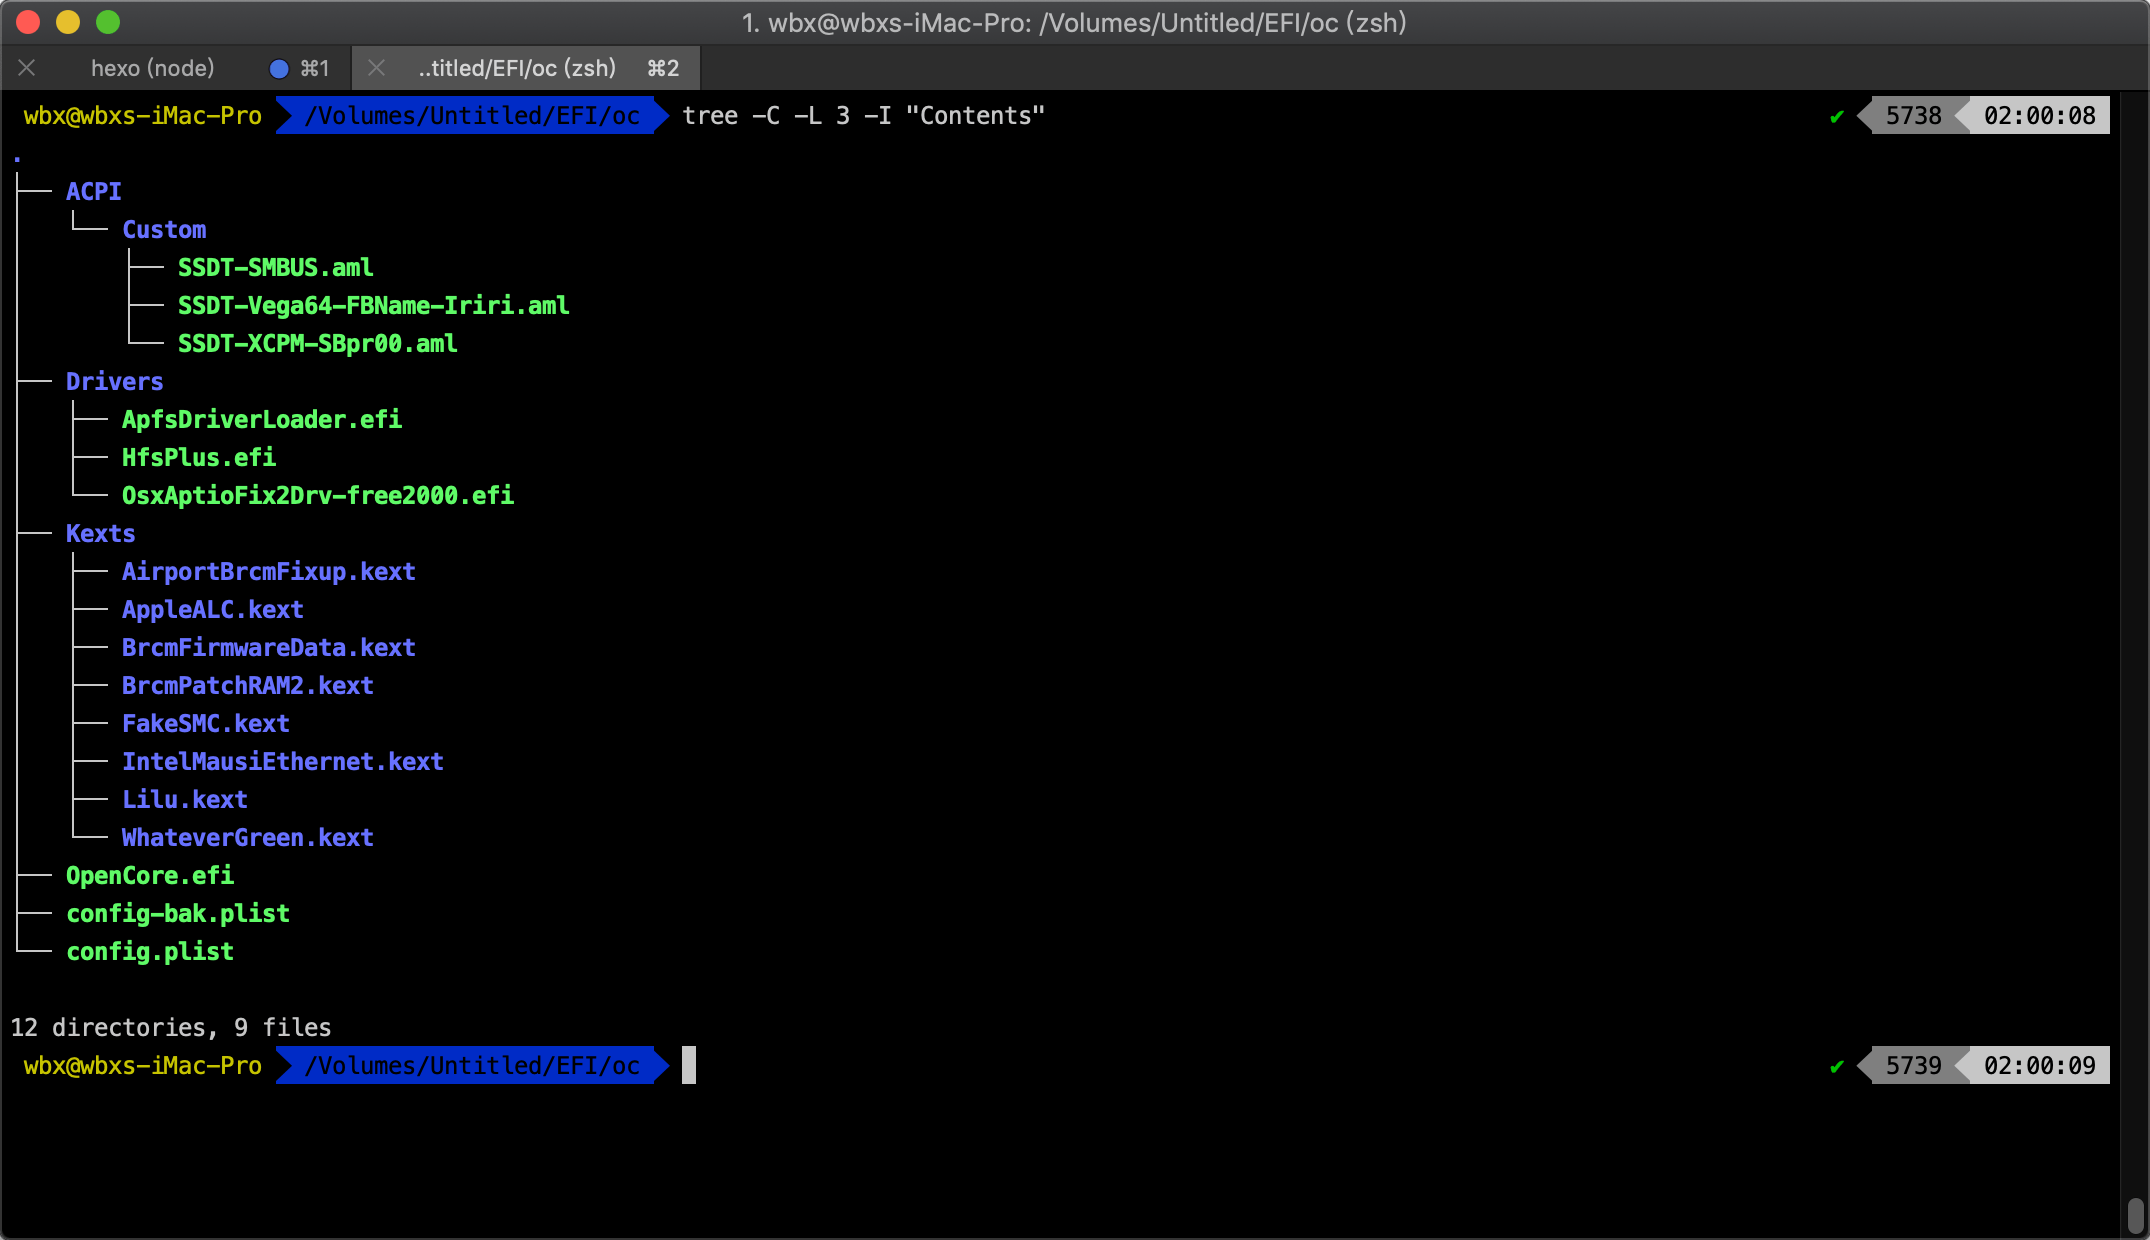 1. wbx@wbxs-iMac-Pro: /Volumes/Untitled/EFI/oc (zsh)
hexo (node) ⌘1 ..titled/EFI/oc (zsh) ⌘2
wbx@wbxs-iMac-Pro /Volumes/Untitled/EFI/oc tree -C -L 3 -I "Contents" ✔ 5738 02:00:08
.
├── ACPI
│   └── Custom
│       ├── SSDT-SMBUS.aml
│       ├── SSDT-Vega64-FBName-Iriri.aml
│       └── SSDT-XCPM-SBpr00.aml
├── Drivers
│   ├── ApfsDriverLoader.efi
│   ├── HfsPlus.efi
│   └── OsxAptioFix2Drv-free2000.efi
├── Kexts
│   ├── AirportBrcmFixup.kext
│   ├── AppleALC.kext
│   ├── BrcmFirmwareData.kext
│   ├── BrcmPatchRAM2.kext
│   ├── FakeSMC.kext
│   ├── IntelMausiEthernet.kext
│   ├── Lilu.kext
│   └── WhateverGreen.kext
├── OpenCore.efi
├── config-bak.plist
└── config.plist
12 directories, 9 files
wbx@wbxs-iMac-Pro /Volumes/Untitled/EFI/oc ✔ 5739 02:00:09